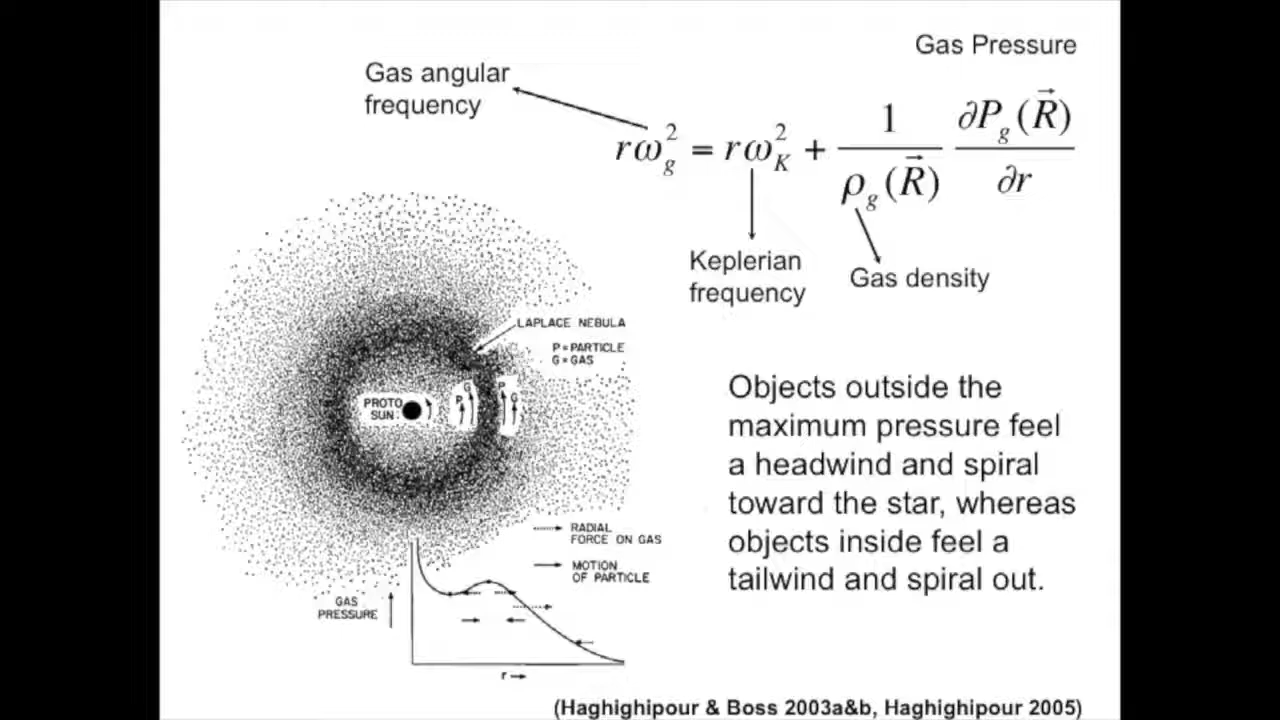 Gas Pressure
Gas angular
frequency
rω_g^2 = rω_K^2 + 1/ρ_g(R⃗) ∂P_g(R⃗)/∂r
Keplerian
frequency
Gas density
LAPLACE NEBULA
P=PARTICLE
G=GAS
PROTO
SUN:
G
P
P
G
Objects outside the
maximum pressure feel
a headwind and spiral
toward the star, whereas
objects inside feel a
tailwind and spiral out.
RADIAL
FORCE ON GAS
MOTION
OF PARTICLE
GAS
PRESSURE
r
(Haghighipour & Boss 2003a&b, Haghighipour 2005)